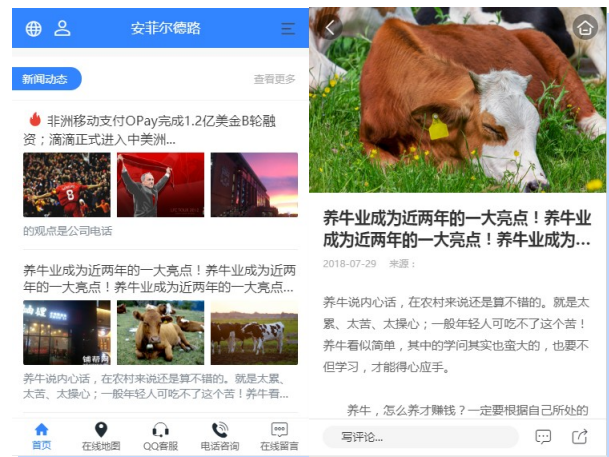 安菲尔德路
新闻动态
查看更多
非洲移动支付OPay完成1.2亿美金B轮融
资；滴滴正式进入中美洲...
的观点是公司电话
养牛业成为近两年的一大亮点！养牛业成为近两
年的一大亮点！养牛业成为近两年的一大亮点...
铺帮网
养牛说内心话，在农村来说还是算不错的。就是太累、
太苦、太操心；一般年轻人可吃不了这个苦！养牛看...
首页
在线地图
QQ客服
电话咨询
在线留言
养牛业成为近两年的一大亮点！养牛业
成为近两年的一大亮点！养牛业成为...
2018-07-29 来源：
养牛说内心话，在农村来说还是算不错的。就是太
累、太苦、太操心；一般年轻人可吃不了这个苦！
养牛看似简单，其中的学问其实也蛮大的，也要不
但学习，才能得心应手。
养牛，怎么养才赚钱？一定要根据自己所处的
写评论...